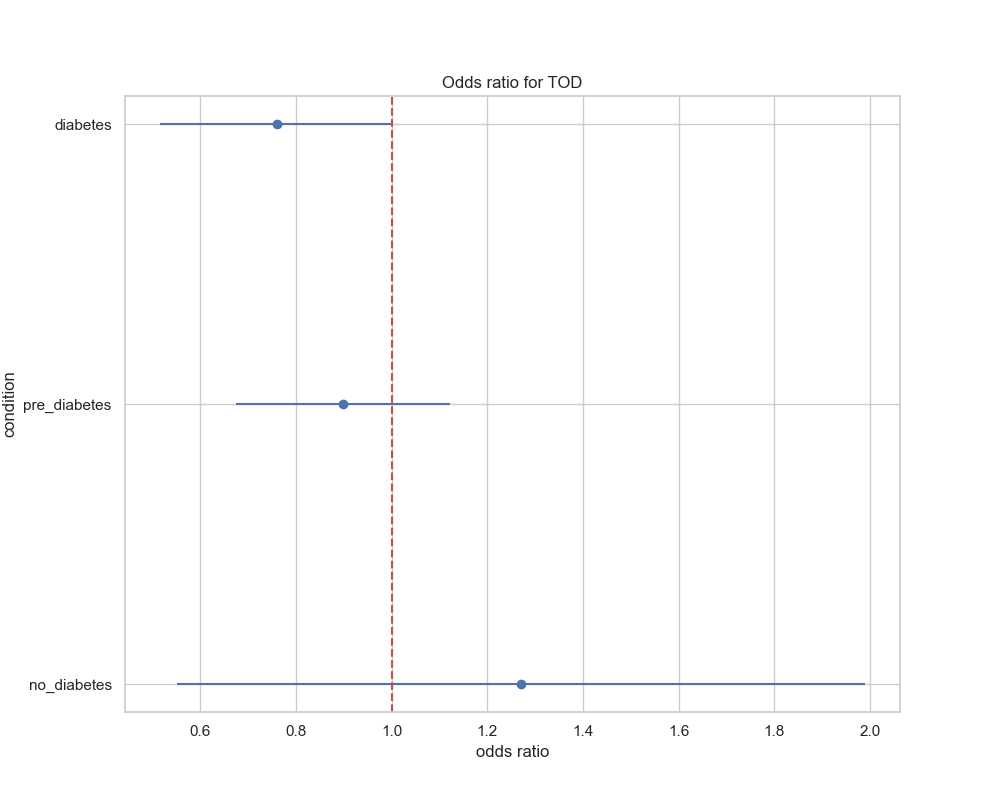 Odds ratio for TOD
diabetes
pre_diabetes
no_diabetes
condition
0.6 0.8 1.0 1.2 1.4 1.6 1.8 2.0
odds ratio